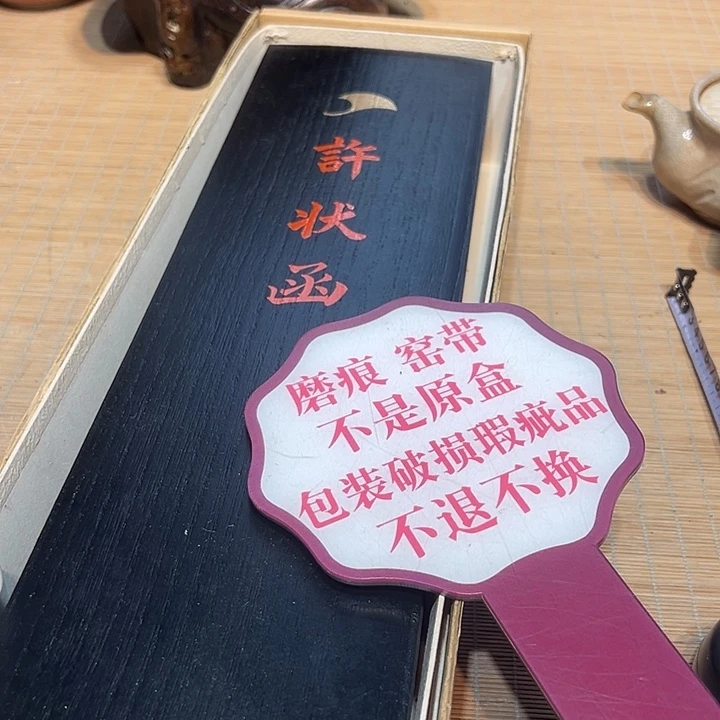 許状函
磨痕 窑带
不是原盒
包装破损瑕疵品
不退不换